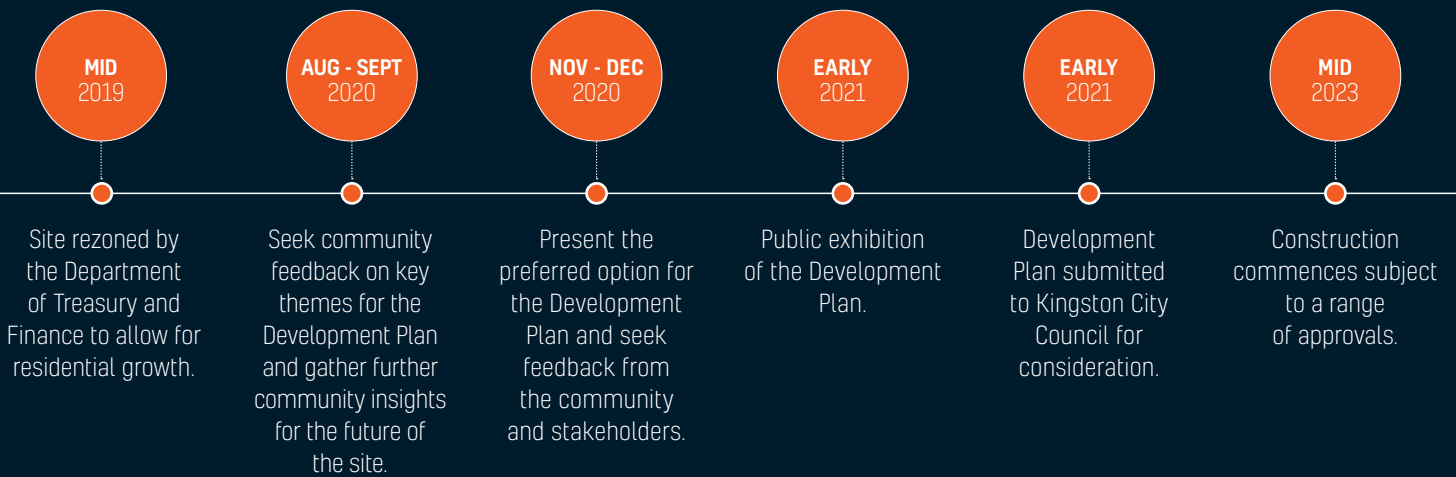 MID
2019
Site rezoned by
the Department
of Treasury and
Finance to allow for
residential growth.
AUG - SEPT
2020
Seek community
feedback on key
themes for the
Development Plan
and gather further
community insights
for the future of
the site.
NOV - DEC
2020
Present the
preferred option for
the Development
Plan and seek
feedback from
the community
and stakeholders.
EARLY
2021
Public exhibition
of the Development
Plan.
EARLY
2021
Development
Plan submitted
to Kingston City
Council for
consideration.
MID
2023
Construction
commences subject
to a range
of approvals.